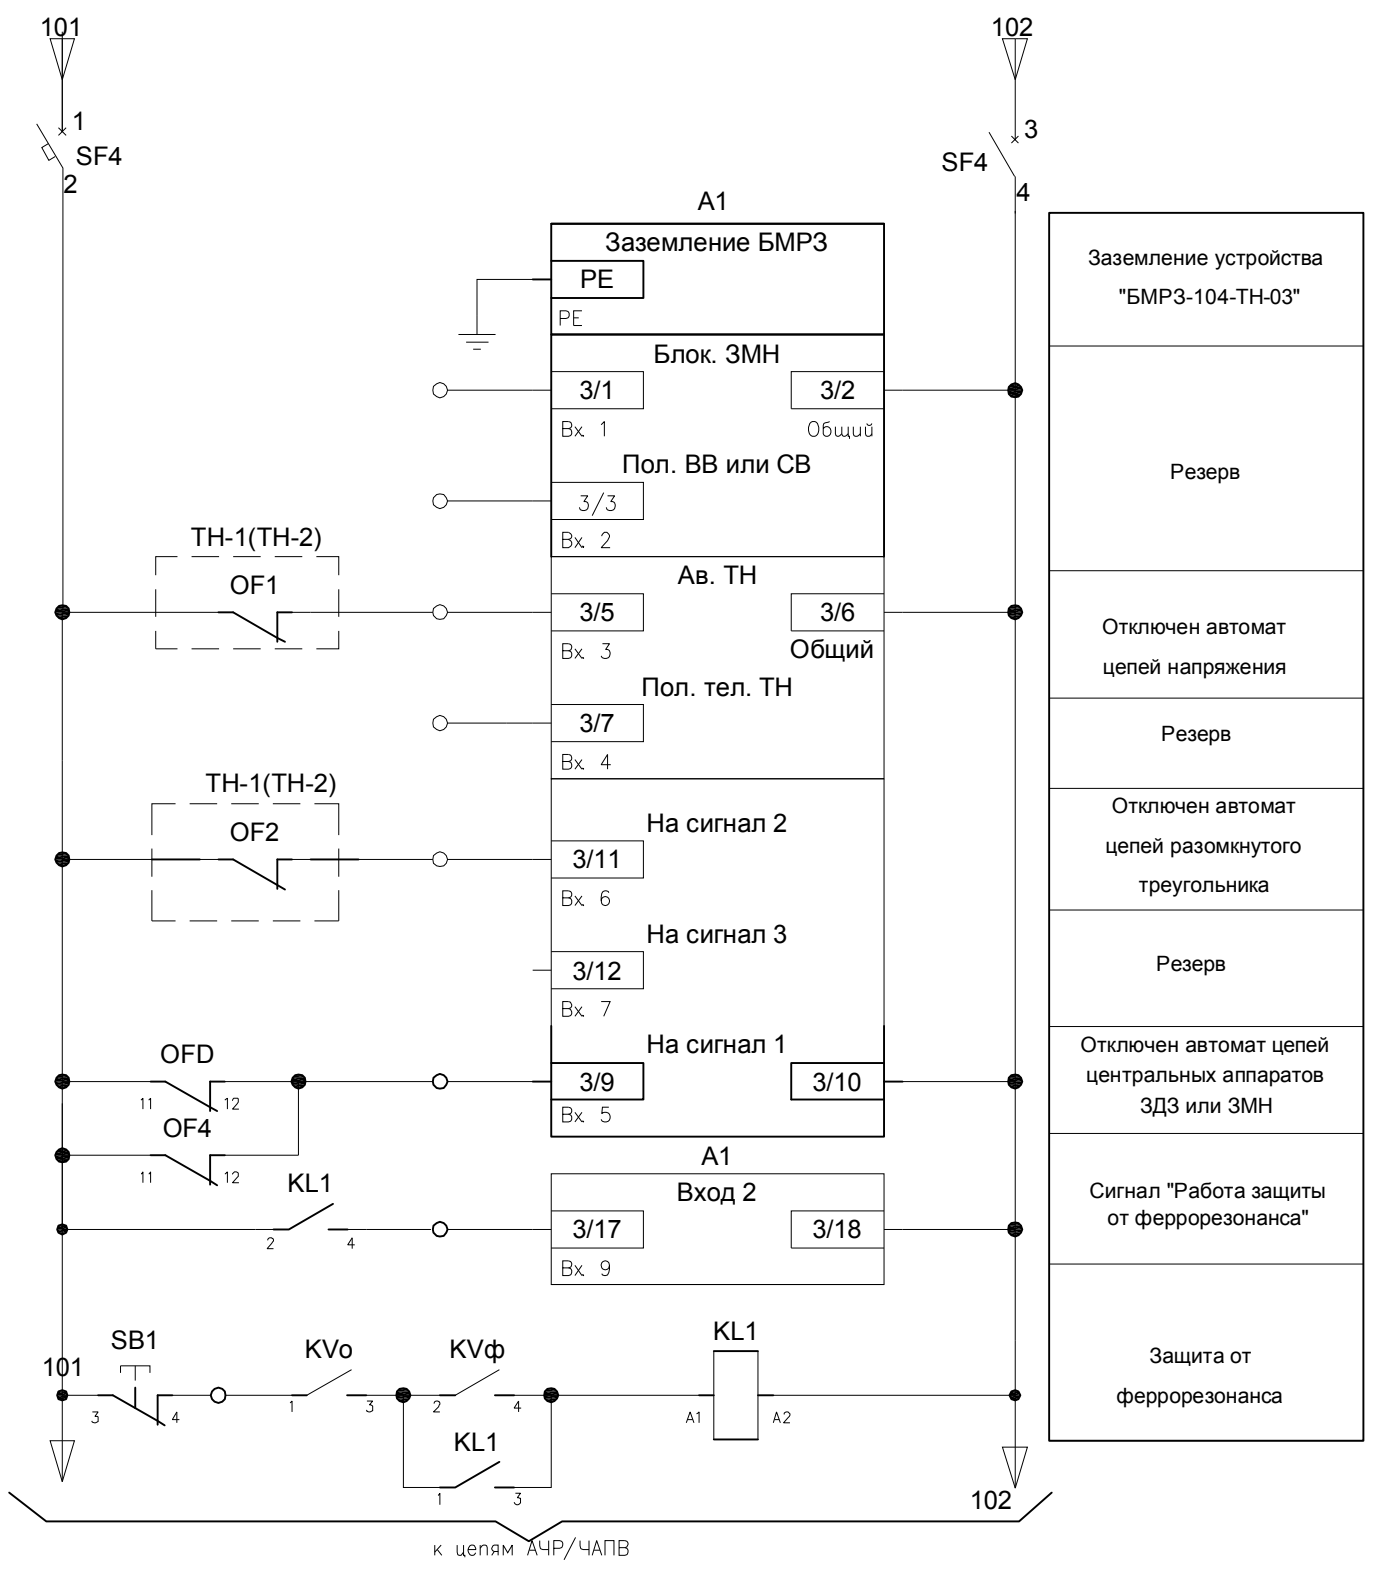 101
102
1
SF4
2
3
SF4
4
A1
Заземление БМРЗ
PE
PE
Заземление устройства
"БМРЗ-104-ТН-03"
Блок. ЗМН
3/1
3/2
Вх. 1
Общий
Пол. ВВ или СВ
3/3
Вх. 2
Резерв
ТН-1(ТН-2)
OF1
Ав. ТН
3/5
3/6
Вх. 3
Общий
Отключен автомат
цепей напряжения
Пол. тел. ТН
3/7
Вх. 4
Резерв
ТН-1(ТН-2)
OF2
На сигнал 2
3/11
Вх. 6
Отключен автомат
цепей разомкнутого
треугольника
На сигнал 3
3/12
Вх. 7
Резерв
OFD
11
12
OF4
11
12
На сигнал 1
3/9
3/10
Вх. 5
Отключен автомат цепей
центральных аппаратов
ЗДЗ или ЗМН
A1
KL1
2
4
Вход 2
3/17
3/18
Вх. 9
Сигнал "Работа защиты
от феррорезонанса"
101
SB1
3
4
KVо
1
3
KVф
2
4
KL1
1
3
KL1
A1
A2
Защита от
феррорезонанса
102
к цепям АЧР/ЧАПВ